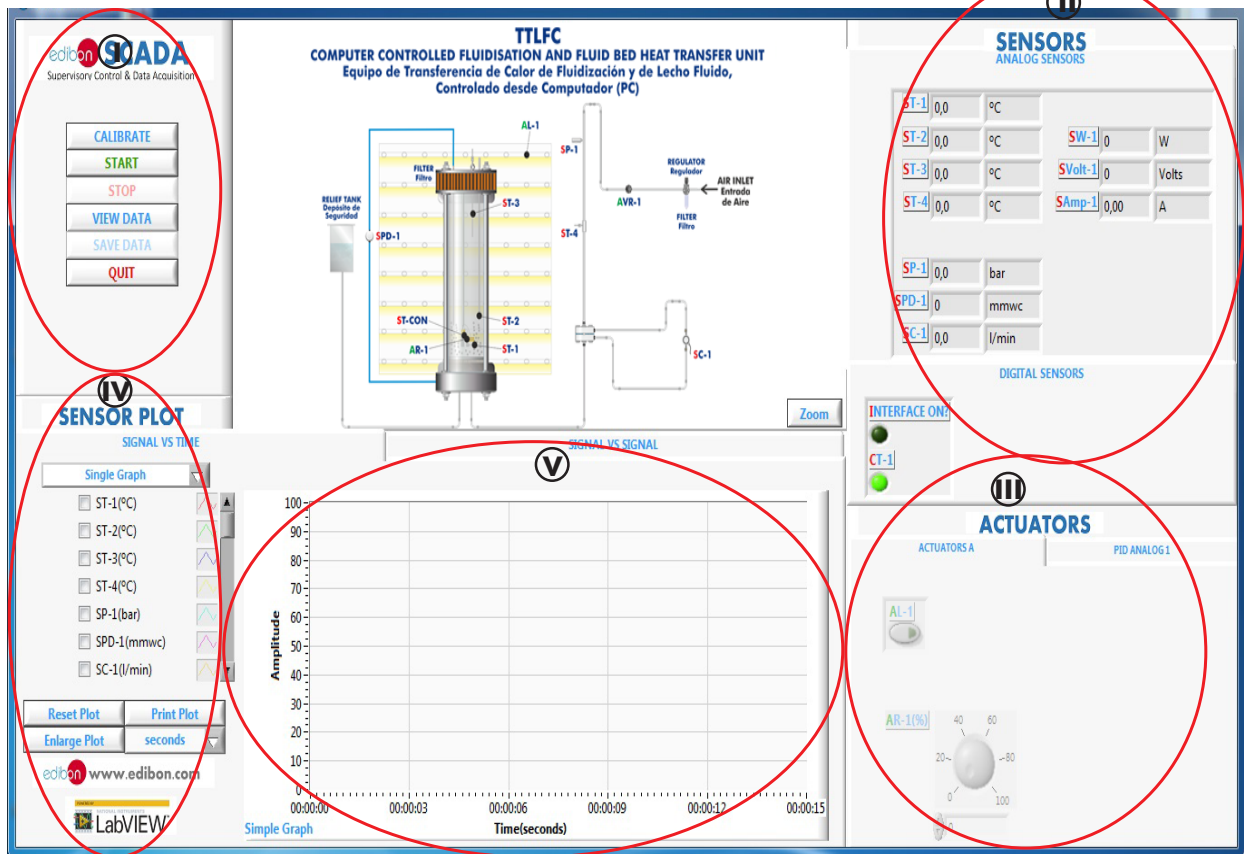 II
I
edibon SCADA
Supervisory Control & Data Acquisition
CALIBRATE
START
STOP
VIEW DATA
SAVE DATA
QUIT
TTLFC
COMPUTER CONTROLLED FLUIDISATION AND FLUID BED HEAT TRANSFER UNIT
Equipo de Transferencia de Calor de Fluidización y de Lecho Fluido,
Controlado desde Computador (PC)
AL-1
SP-1
FILTER
Filtro
REGULATOR
Regulador
AIR INLET
Entrada
de Aire
AVR-1
FILTER
Filtro
RELIEF TANK
Depósito de
Seguridad
ST-3
SPD-1
ST-4
ST-CON
ST-2
AR-1
ST-1
SC-1
Zoom
SENSORS
ANALOG SENSORS
ST-1 0,0 ºC
ST-2 0,0 ºC
SW-1 0 W
ST-3 0,0 ºC
SVolt-1 0 Volts
ST-4 0,0 ºC
SAmp-1 0,00 A
SP-1 0,0 bar
SPD-1 0 mmwc
SC-1 0,0 l/min
DIGITAL SENSORS
INTERFACE ON?
CT-1
IV
SENSOR PLOT
SIGNAL VS TIME
SIGNAL VS SIGNAL
Single Graph
ST-1(ºC)
ST-2(ºC)
ST-3(ºC)
ST-4(ºC)
SP-1(bar)
SPD-1(mmwc)
SC-1(l/min)
Reset Plot Print Plot
Enlarge Plot seconds
edibon www.edibon.com
LabVIEW
V
100
90
80
70
60
50
40
30
20
10
0
Amplitude
00:00:00 00:00:03 00:00:06 00:00:09 00:00:12 00:00:15
Simple Graph
Time(seconds)
III
ACTUATORS
ACTUATORS A
PID ANALOG 1
AL-1
AR-1(%)
40 60
20 80
0 100
0